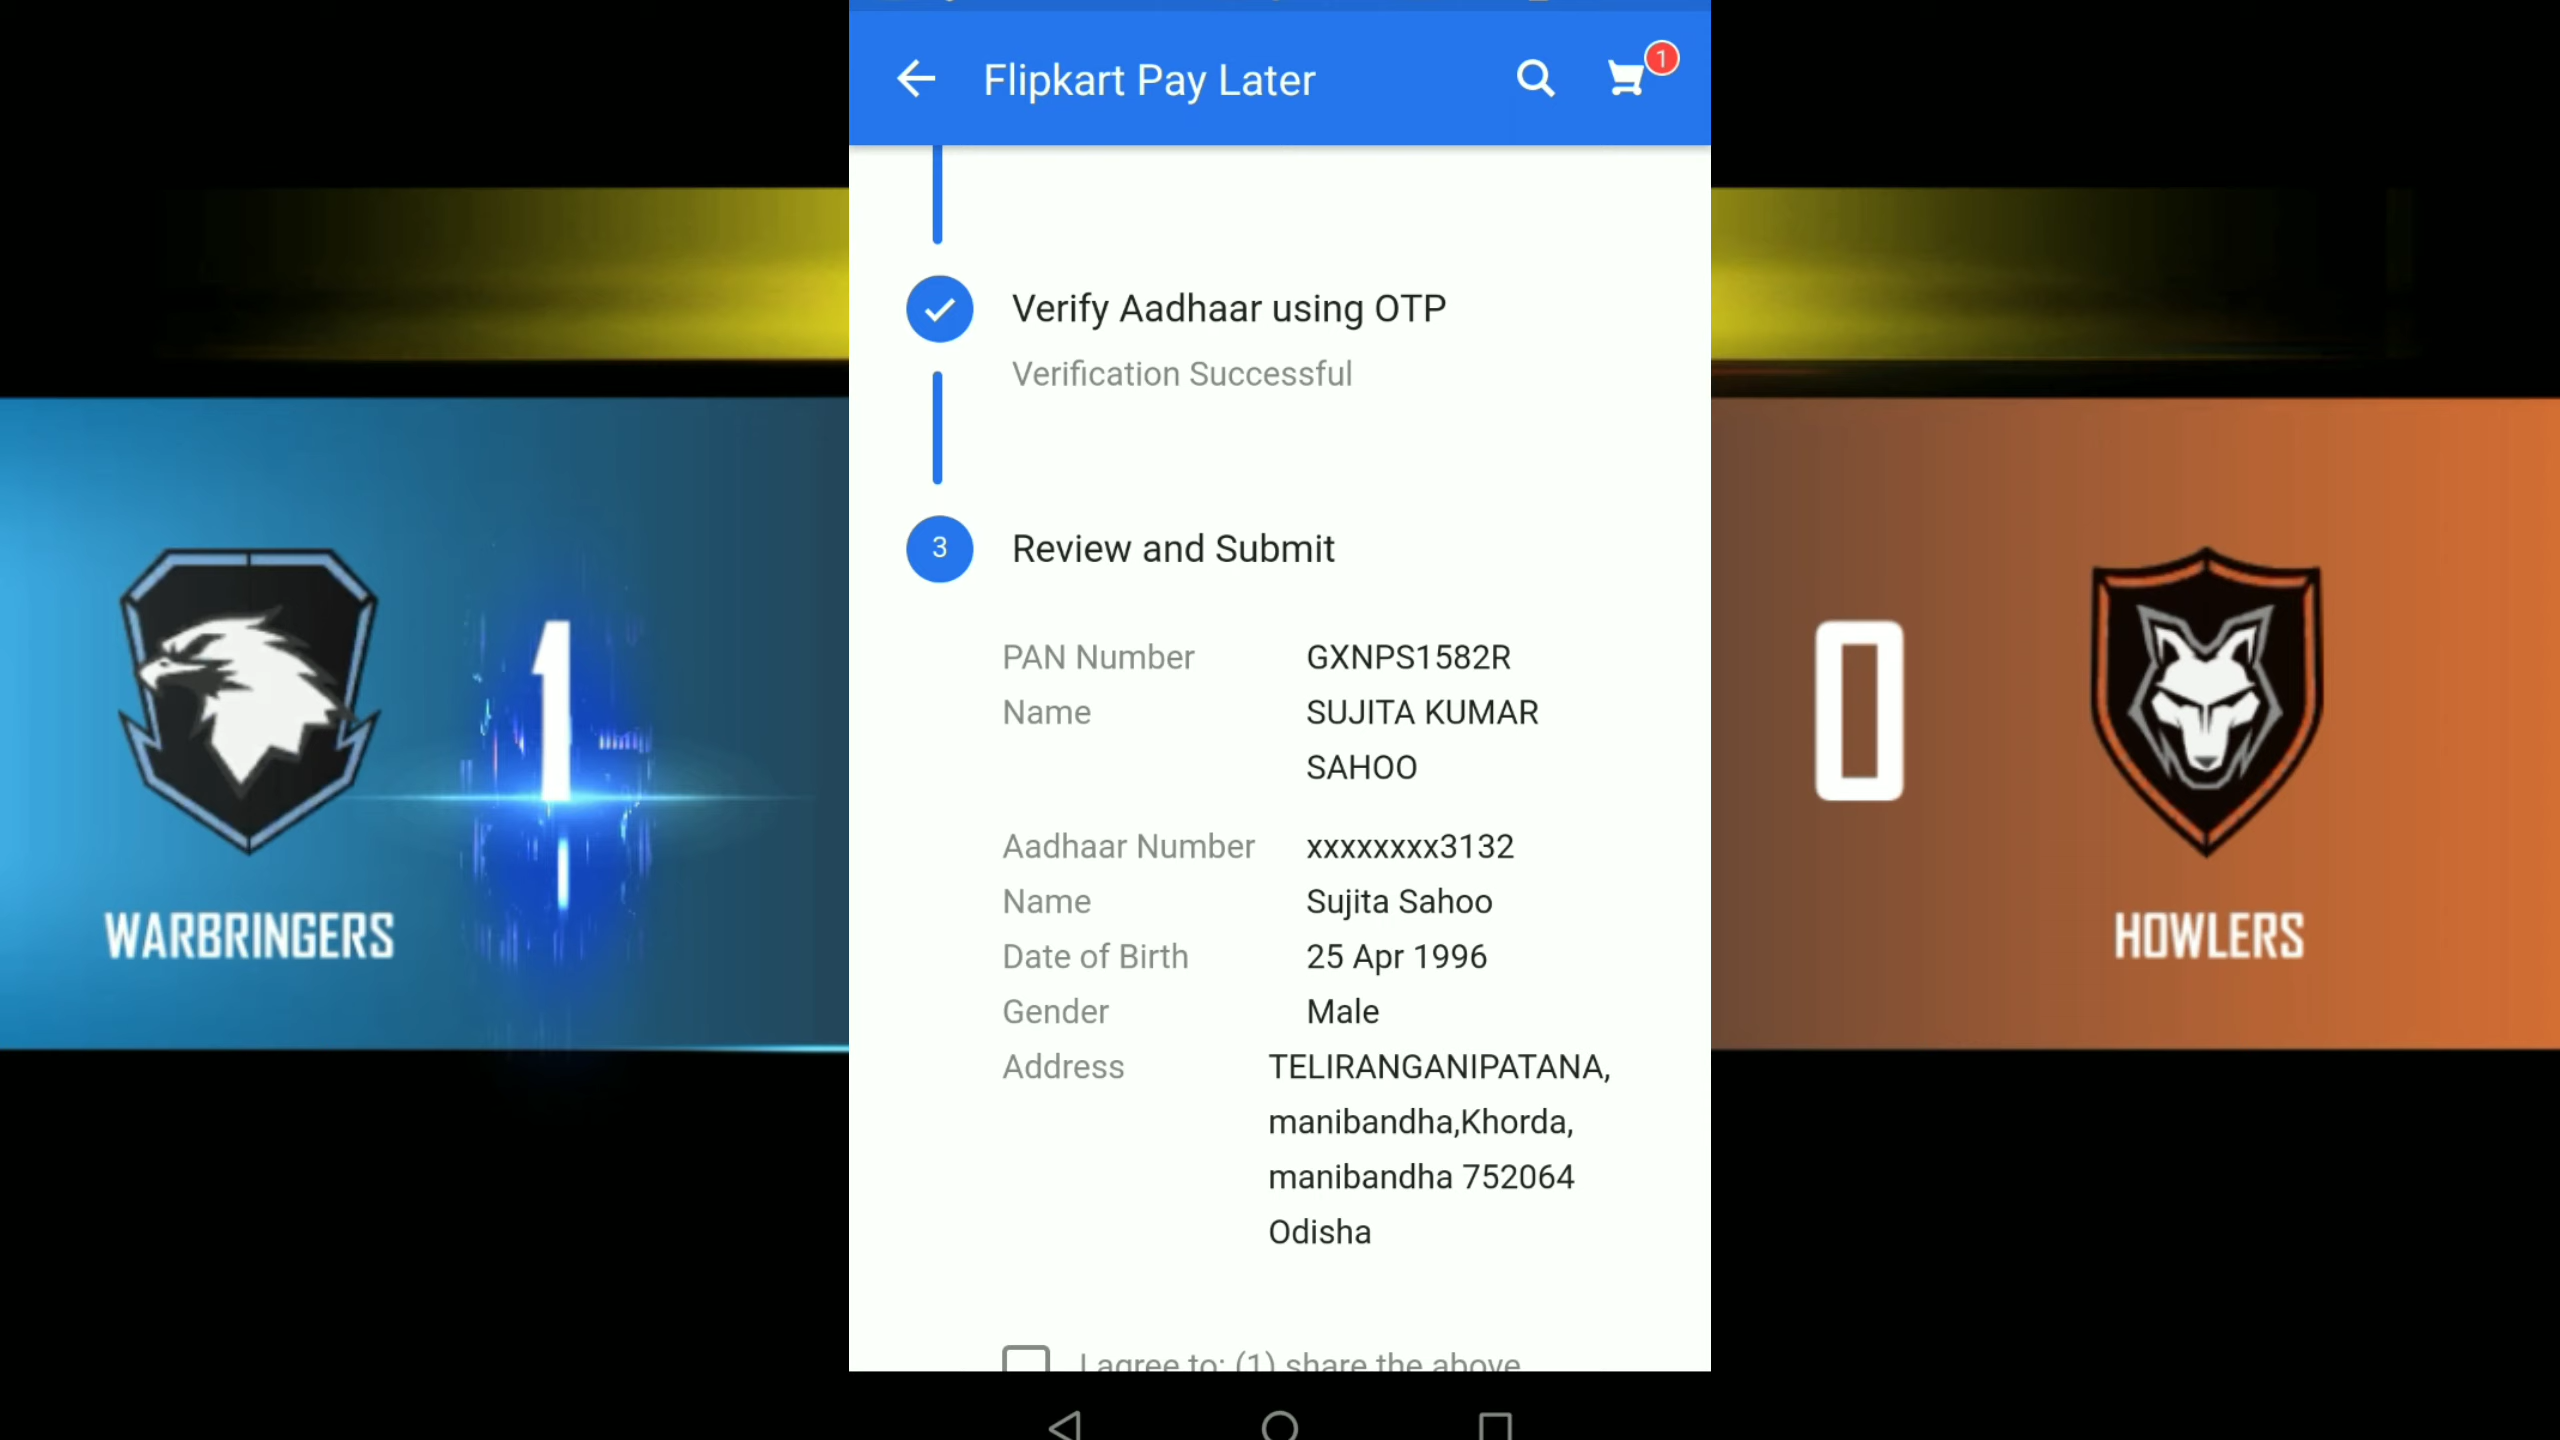 Flipkart Pay Later
1
Verify Aadhaar using OTP
Verification Successful
3
Review and Submit
PAN Number GXNPS1582R
Name SUJITA KUMAR
SAHOO
Aadhaar Number xxxxxxxx3132
Name Sujita Sahoo
Date of Birth 25 Apr 1996
Gender Male
Address TELIRANGANIPATANA,
manibandha,Khorda,
manibandha 752064
Odisha
I agree to: (1) share the above
1
WARBRINGERS
0
HOWLERS